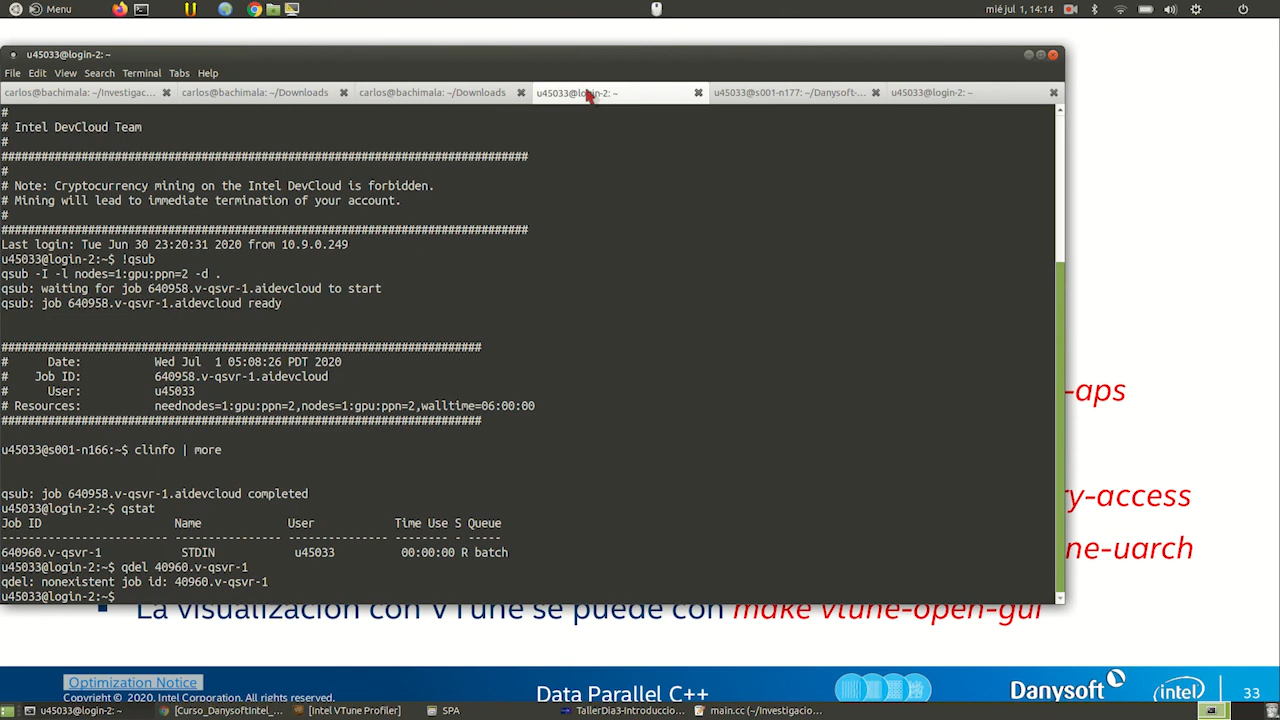 Menu
mié jul 1, 14:14
u45033@login-2: ~
File Edit View Search Terminal Tabs Help
carlos@bachimala: ~/Investigac... carlos@bachimala: ~/Downloads carlos@bachimala: ~/Downloads u45033@login-2: ~ u45033@s001-n177: ~/Danysoft-... u45033@login-2: ~
#
# Intel DevCloud Team
#
###############################################################################
#
# Note: Cryptocurrency mining on the Intel DevCloud is forbidden.
# Mining will lead to immediate termination of your account.
#
###############################################################################
Last login: Tue Jun 30 23:20:31 2020 from 10.9.0.249
u45033@login-2:~$ !qsub
qsub -I -l nodes=1:gpu:ppn=2 -d .
qsub: waiting for job 640958.v-qsvr-1.aidevcloud to start
qsub: job 640958.v-qsvr-1.aidevcloud ready
########################################################################
# Date: Wed Jul 1 05:08:26 PDT 2020
# Job ID: 640958.v-qsvr-1.aidevcloud
# User: u45033
# Resources: neednodes=1:gpu:ppn=2,nodes=1:gpu:ppn=2,walltime=06:00:00
########################################################################
u45033@s001-n166:~$ clinfo | more
qsub: job 640958.v-qsvr-1.aidevcloud completed
u45033@login-2:~$ qstat
Job ID Name User Time Use S Queue
------------------------- ---------------- --------------- -------- - -----
640960.v-qsvr-1 STDIN u45033 00:00:00 R batch
u45033@login-2:~$ qdel 40960.v-qsvr-1
qdel: nonexistent job id: 40960.v-qsvr-1
u45033@login-2:~$
-aps
ry-access
ne-uarch
La visualización con VTune se puede con make vtune-open-gui
Optimization Notice
Copyright © 2020, Intel Corporation. All rights reserved.
Data Parallel C++
Danysoft
intel
33
u45033@login-2: ~ [Curso_DanysoftIntel_... [Intel VTune Profiler] SPA TallerDia3-Introduccio... main.cc (~/Investigacio...